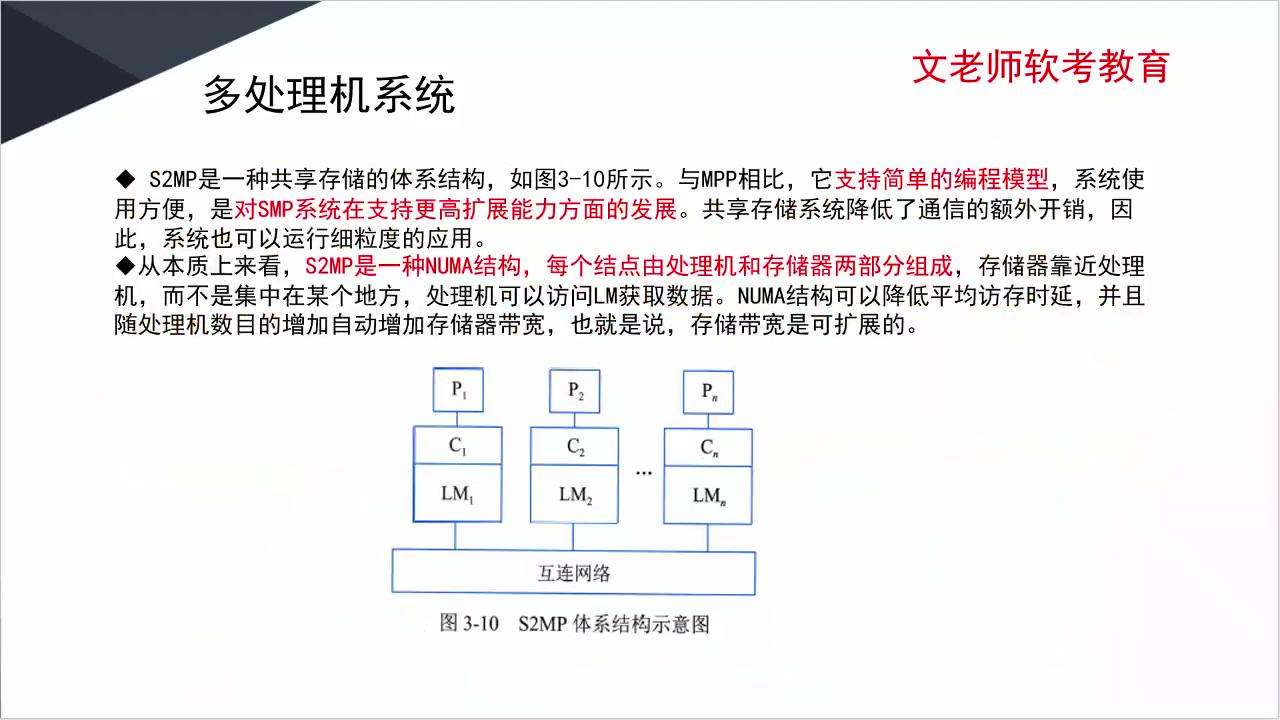 文老师软考教育
多处理机系统
◆ S2MP是一种共享存储的体系结构，如图3-10所示。与MPP相比，它支持简单的编程模型，系统使
用方便，是对SMP系统在支持更高扩展能力方面的发展。共享存储系统降低了通信的额外开销，因
此，系统也可以运行细粒度的应用。
◆从本质上来看，S2MP是一种NUMA结构，每个结点由处理机和存储器两部分组成，存储器靠近处理
机，而不是集中在某个地方，处理机可以访问LM获取数据。NUMA结构可以降低平均访存时延，并且
随处理机数目的增加自动增加存储器带宽，也就是说，存储带宽是可扩展的。
P1 P2 Pn
C1 C2 Cn
...
LM1 LM2 LMn
互连网络
图 3-10 S2MP 体系结构示意图